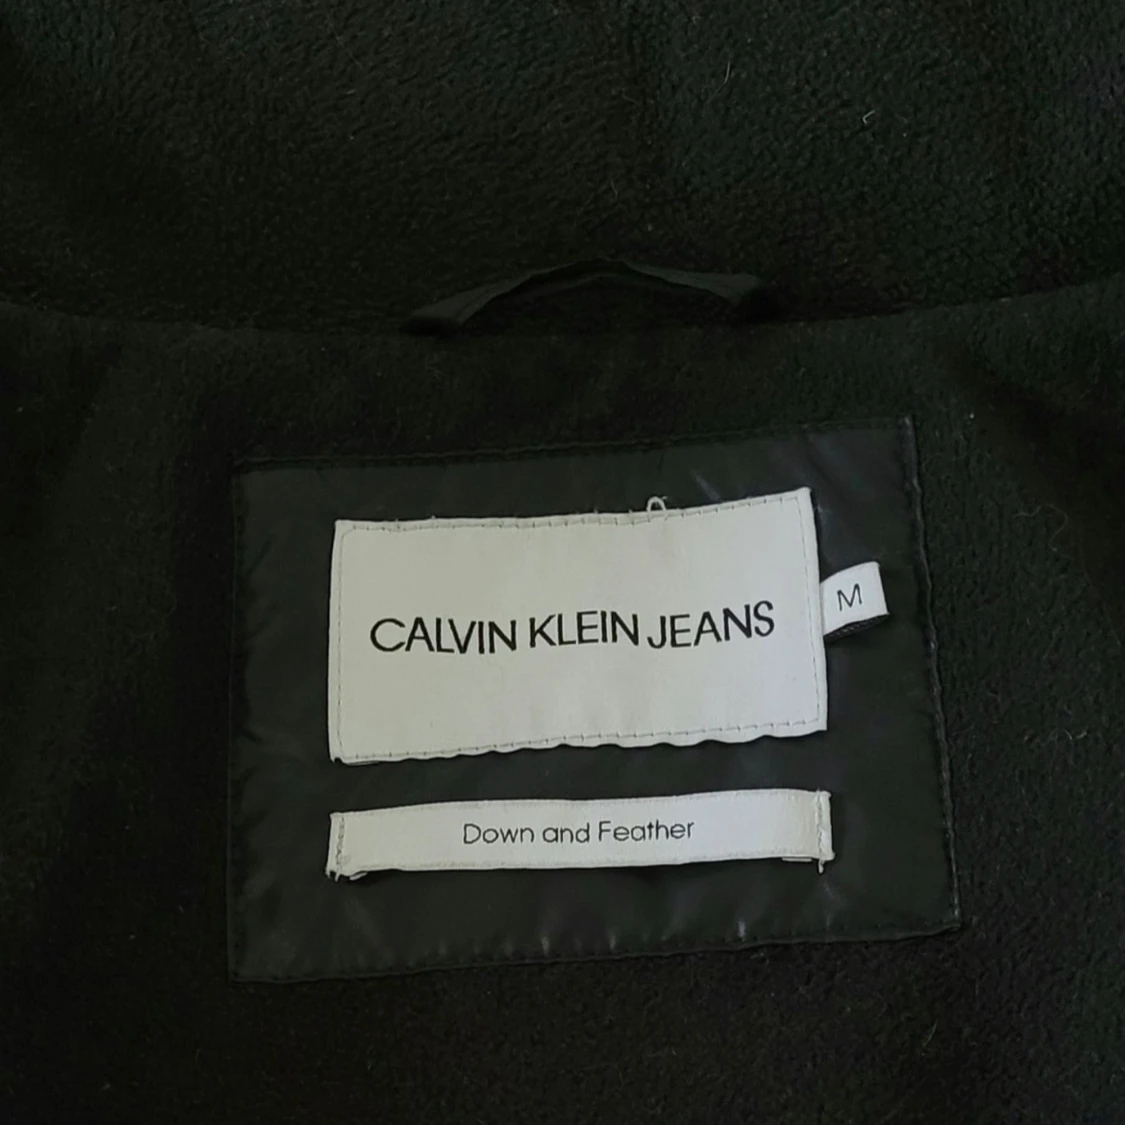 CALVIN KLEIN JEANS
M
Down and Feather